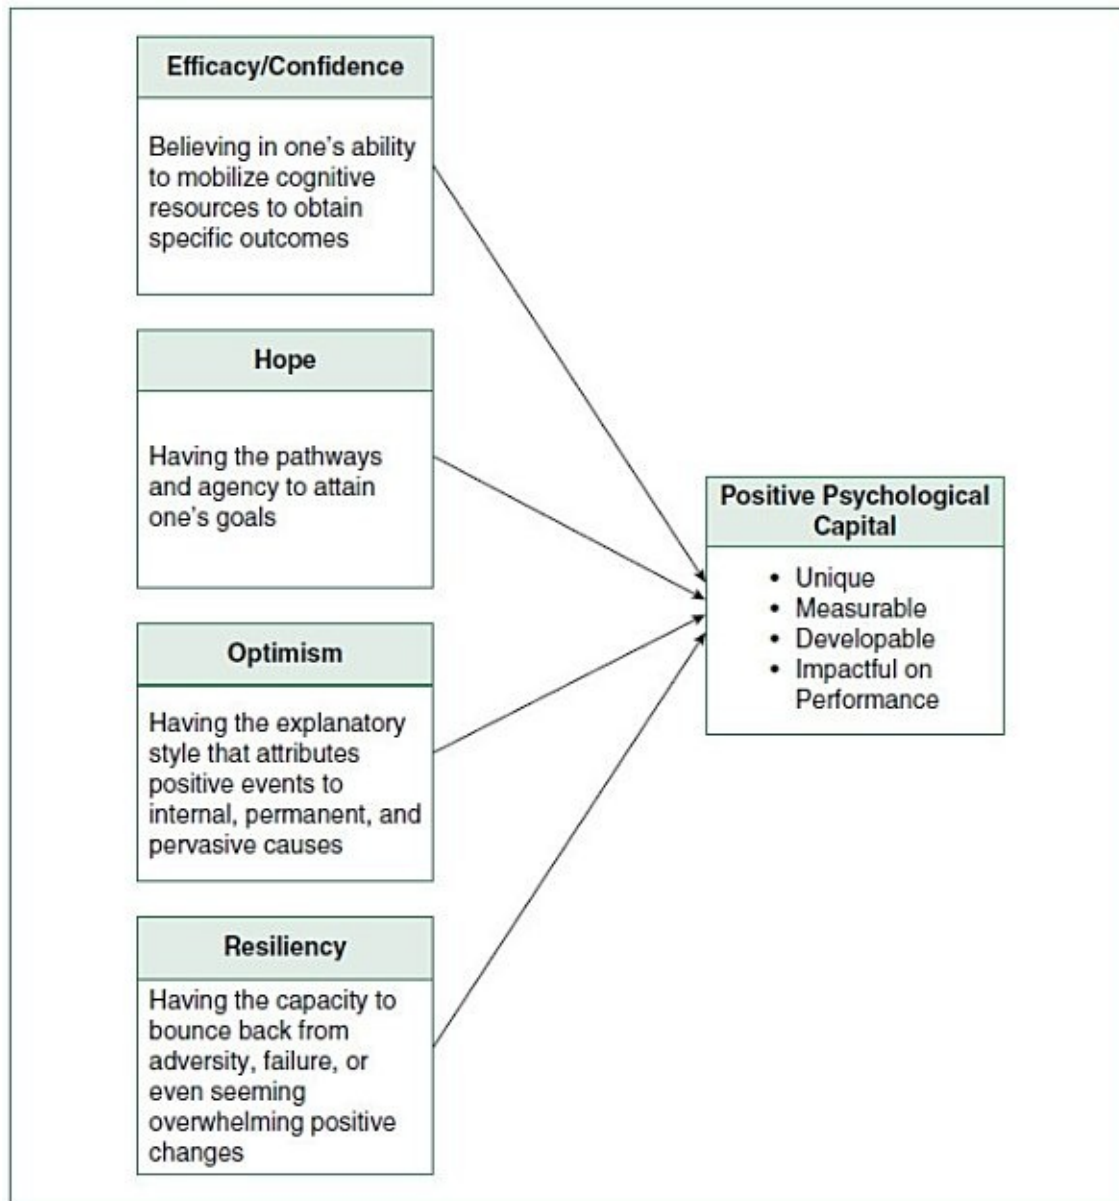 Efficacy/Confidence
Believing in one's ability
to mobilize cognitive
resources to obtain
specific outcomes
Hope
Having the pathways
and agency to attain
one's goals
Optimism
Having the explanatory
style that attributes
positive events to
internal, permanent, and
pervasive causes
Resiliency
Having the capacity to
bounce back from
adversity, failure, or
even seeming
overwhelming positive
changes
Positive Psychological
Capital
• Unique
• Measurable
• Developable
• Impactful on
Performance